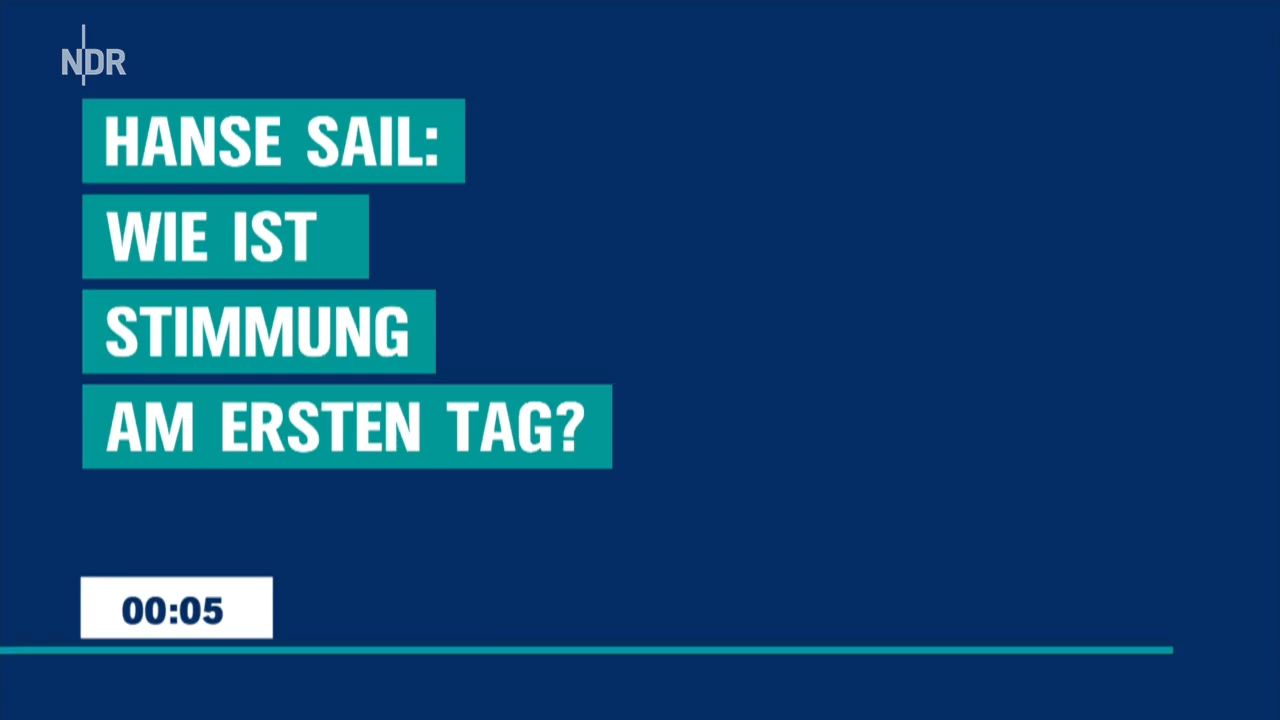 NDR
HANSE SAIL:
WIE IST
STIMMUNG
AM ERSTEN TAG?
00:05